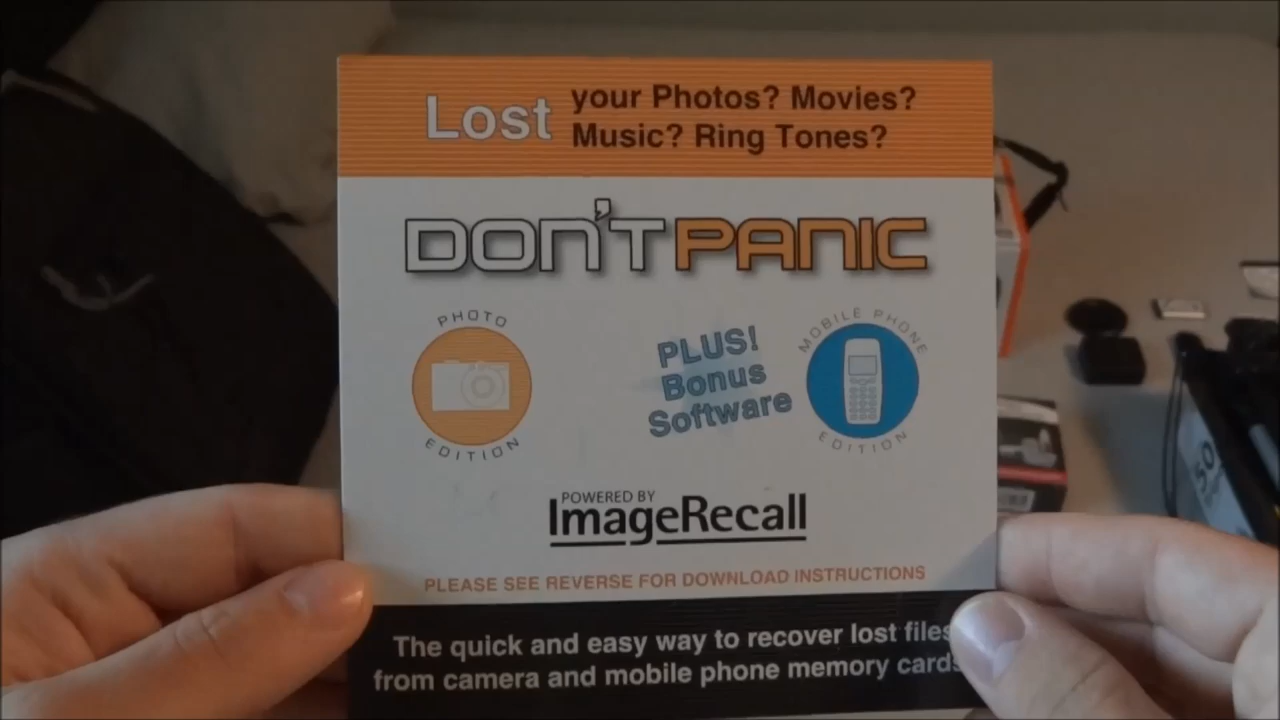 Lost your Photos? Movies?
Music? Ring Tones?
DON'T PANIC
PHOTO
EDITION
PLUS!
Bonus
Software
MOBILE PHONE
EDITION
POWERED BY
ImageRecall
PLEASE SEE REVERSE FOR DOWNLOAD INSTRUCTIONS
The quick and easy way to recover lost files
from camera and mobile phone memory cards